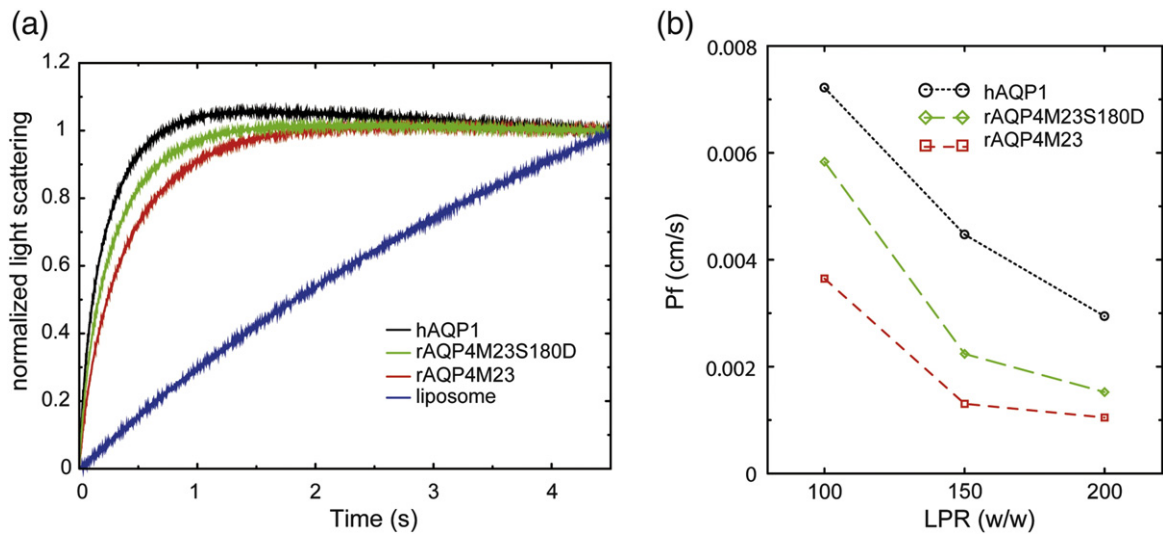 (a)
1.2
1
0.8
0.6
0.4
0.2
0
normalized light scattering
hAQP1
rAQP4M23S180D
rAQP4M23
liposome
0 1 2 3 4
Time (s)
(b)
0.008
0.006
0.004
0.002
0
Pf (cm/s)
hAQP1
rAQP4M23S180D
rAQP4M23
100 150 200
LPR (w/w)